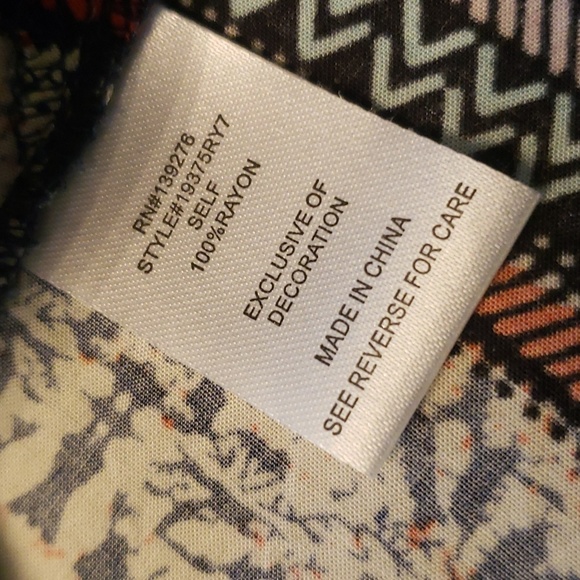 RN#139276
STYLE#19375RY7
SELF
100%RAYON
EXCLUSIVE OF
DECORATION
MADE IN CHINA
SEE REVERSE FOR CARE